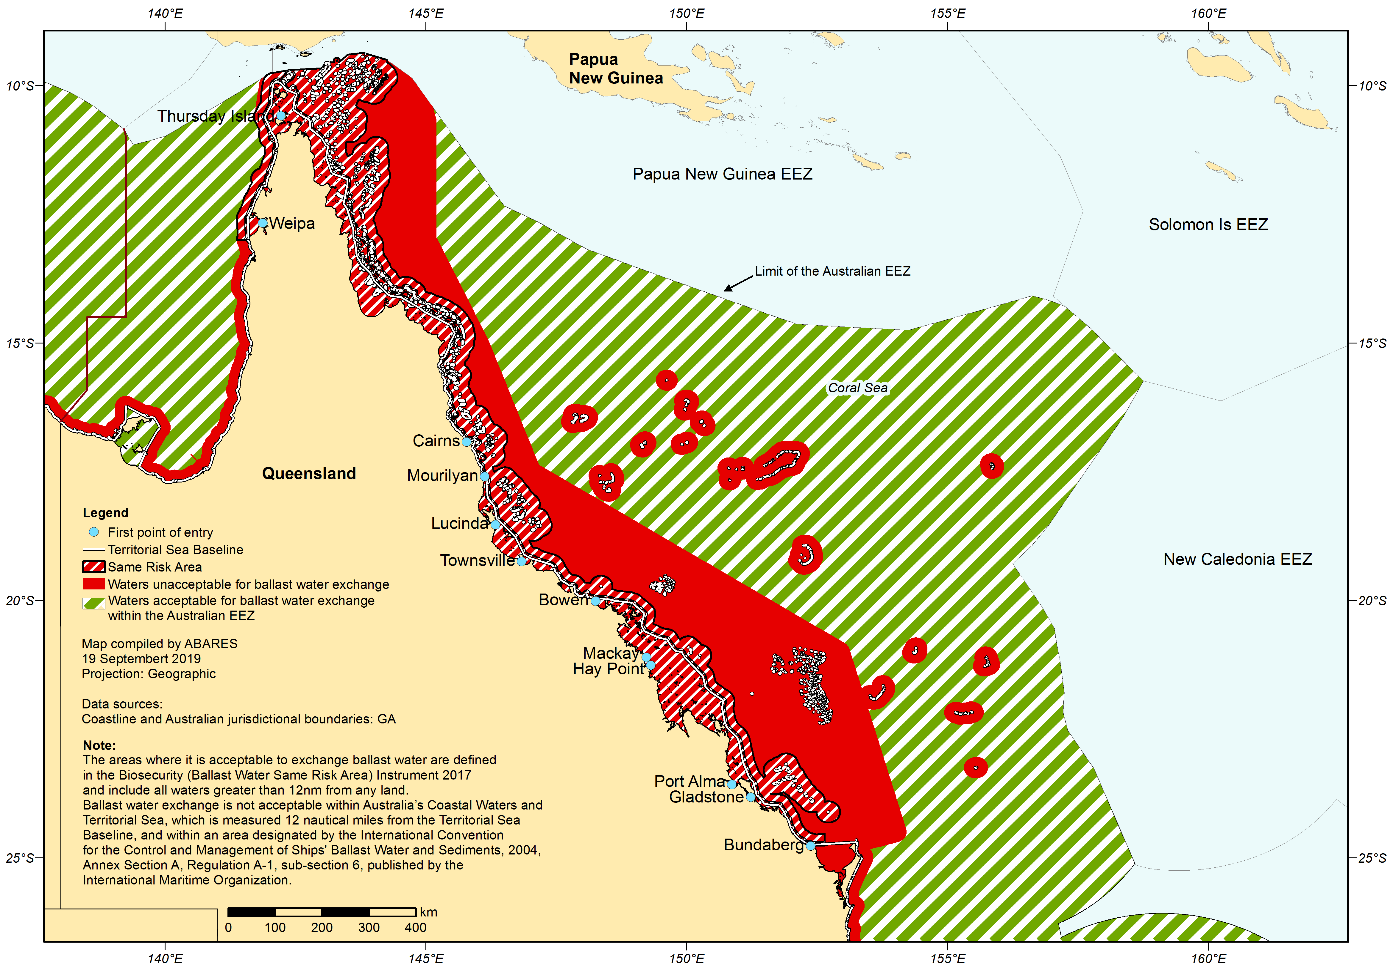 140°E 145°E 150°E 155°E 160°E
Papua
New Guinea
10°S 10°S
Thursday Island
Papua New Guinea EEZ
Weipa
Solomon Is EEZ
Limit of the Australian EEZ
15°S 15°S
Coral Sea
Cairns
Queensland
Mourilyan
Legend
Lucinda
First point of entry
Territorial Sea Baseline
Townsville
New Caledonia EEZ
Same Risk Area
Waters unacceptable for ballast water exchange
Waters acceptable for ballast water exchange
within the Australian EEZ
Bowen
20°S 20°S
Map compiled by ABARES
19 Septembert 2019
Projection: Geographic
Mackay
Hay Point
Data sources:
Coastline and Australian jurisdictional boundaries: GA
Note:
The areas where it is acceptable to exchange ballast water are defined
in the Biosecurity (Ballast Water Same Risk Area) Instrument 2017
and include all waters greater than 12nm from any land.
Ballast water exchange is not acceptable within Australia's Coastal Waters and
Territorial Sea, which is measured 12 nautical miles from the Territorial Sea
Baseline, and within an area designated by the International Convention
for the Control and Management of Ships' Ballast Water and Sediments, 2004,
Annex Section A, Regulation A-1, sub-section 6, published by the
International Maritime Organization.
Port Alma
Gladstone
Bundaberg
25°S 25°S
km
0 100 200 300 400
140°E 145°E 150°E 155°E 160°E